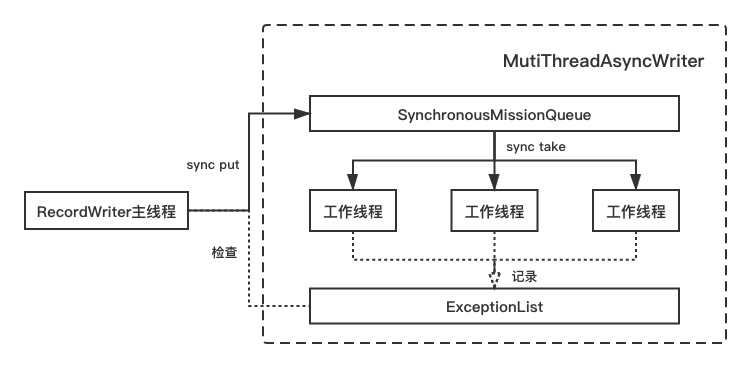 MutiThreadAsyncWriter
SynchronousMissionQueue
sync put
sync take
RecordWriter主线程
工作线程
工作线程
工作线程
检查
记录
ExceptionList